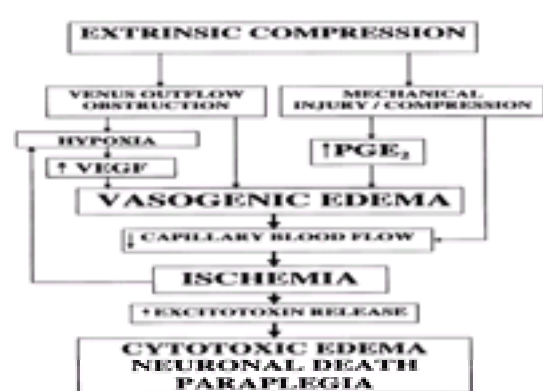 EXTRINSIC COMPRESSION
VENUS OUTFLOW
OBSTRUCTION
MECHANICAL
INJURY / COMPRESSION
HYPOXIA
↑ VEGF
↑PGE₂
VASOGENIC EDEMA
↓ CAPILLARY BLOOD FLOW
ISCHEMIA
↑ EXCITOTOXIN RELEASE
CYTOTOXIC EDEMA
NEURONAL DEATH
PARAPLEGIA